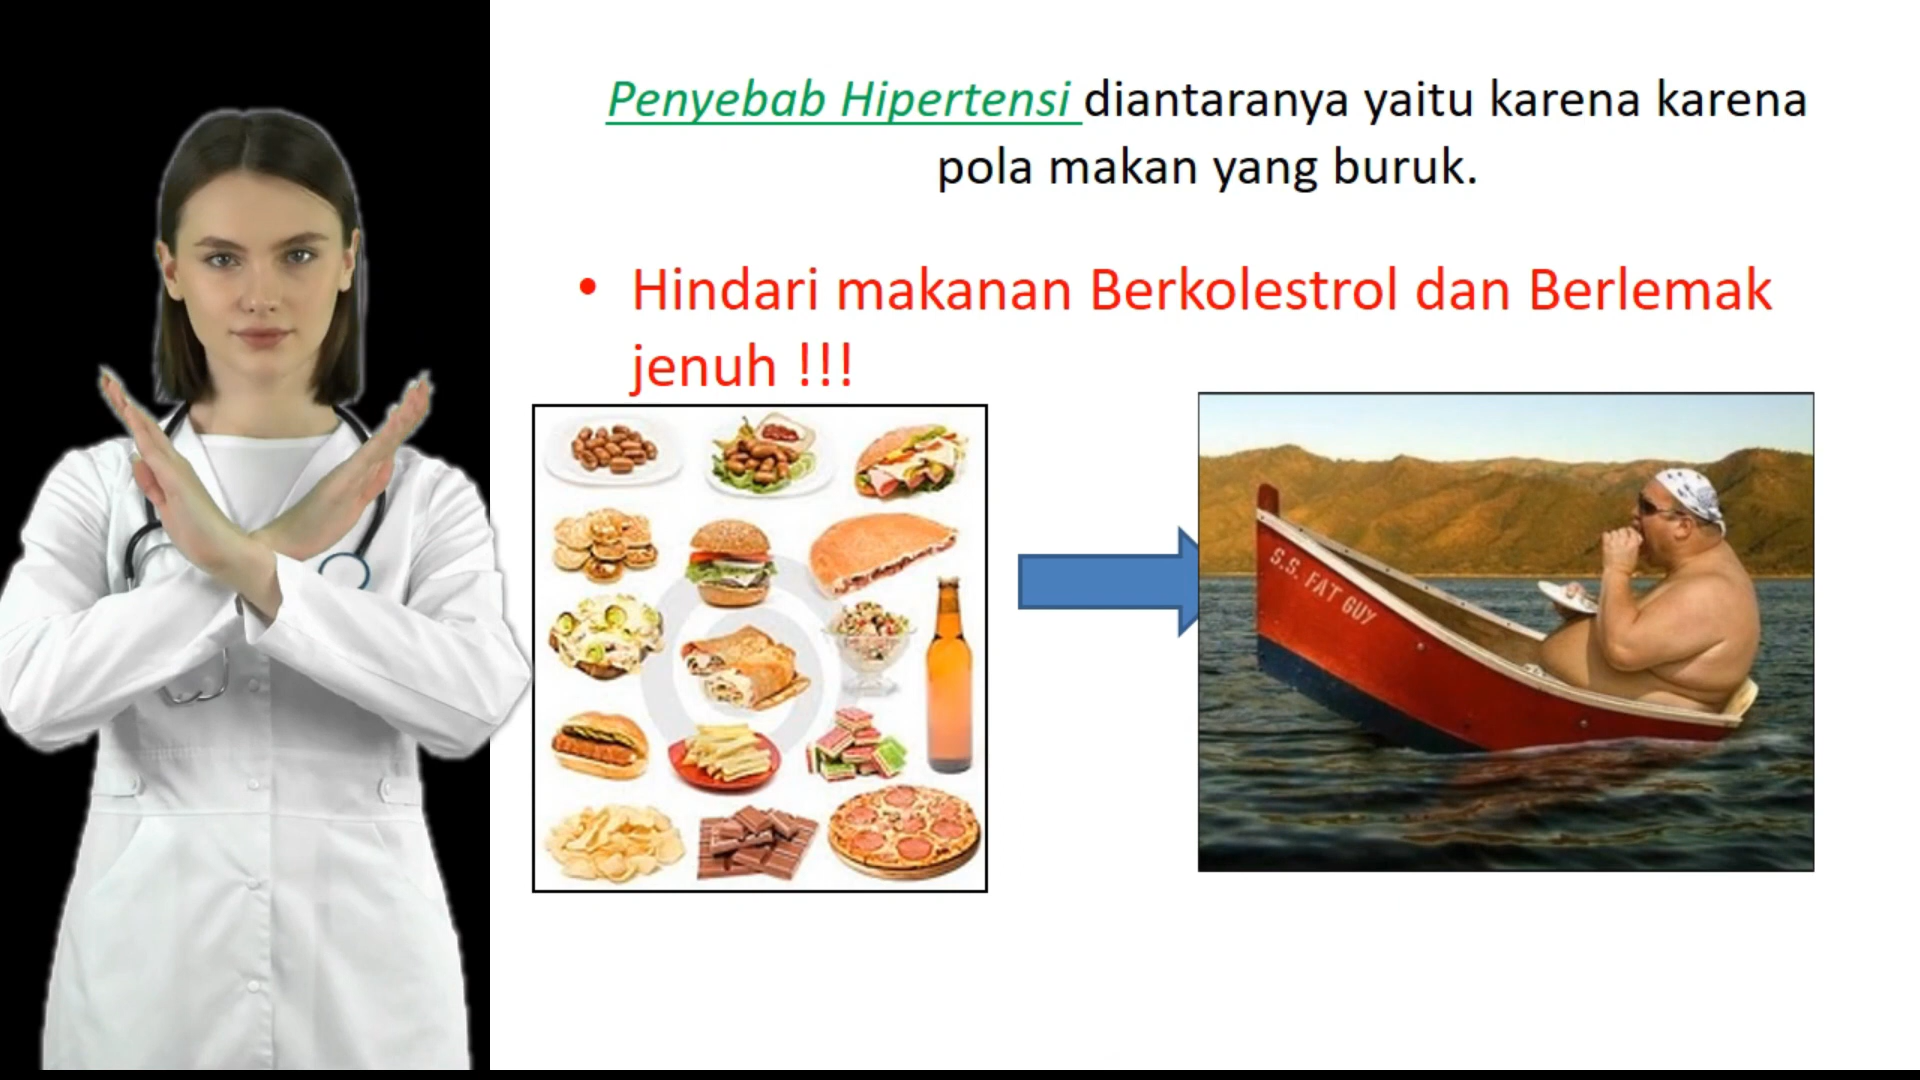 Penyebab Hipertensi diantaranya yaitu karena karena
pola makan yang buruk.
• Hindari makanan Berkolestrol dan Berlemak
jenuh !!!
S.S. FAT GUY